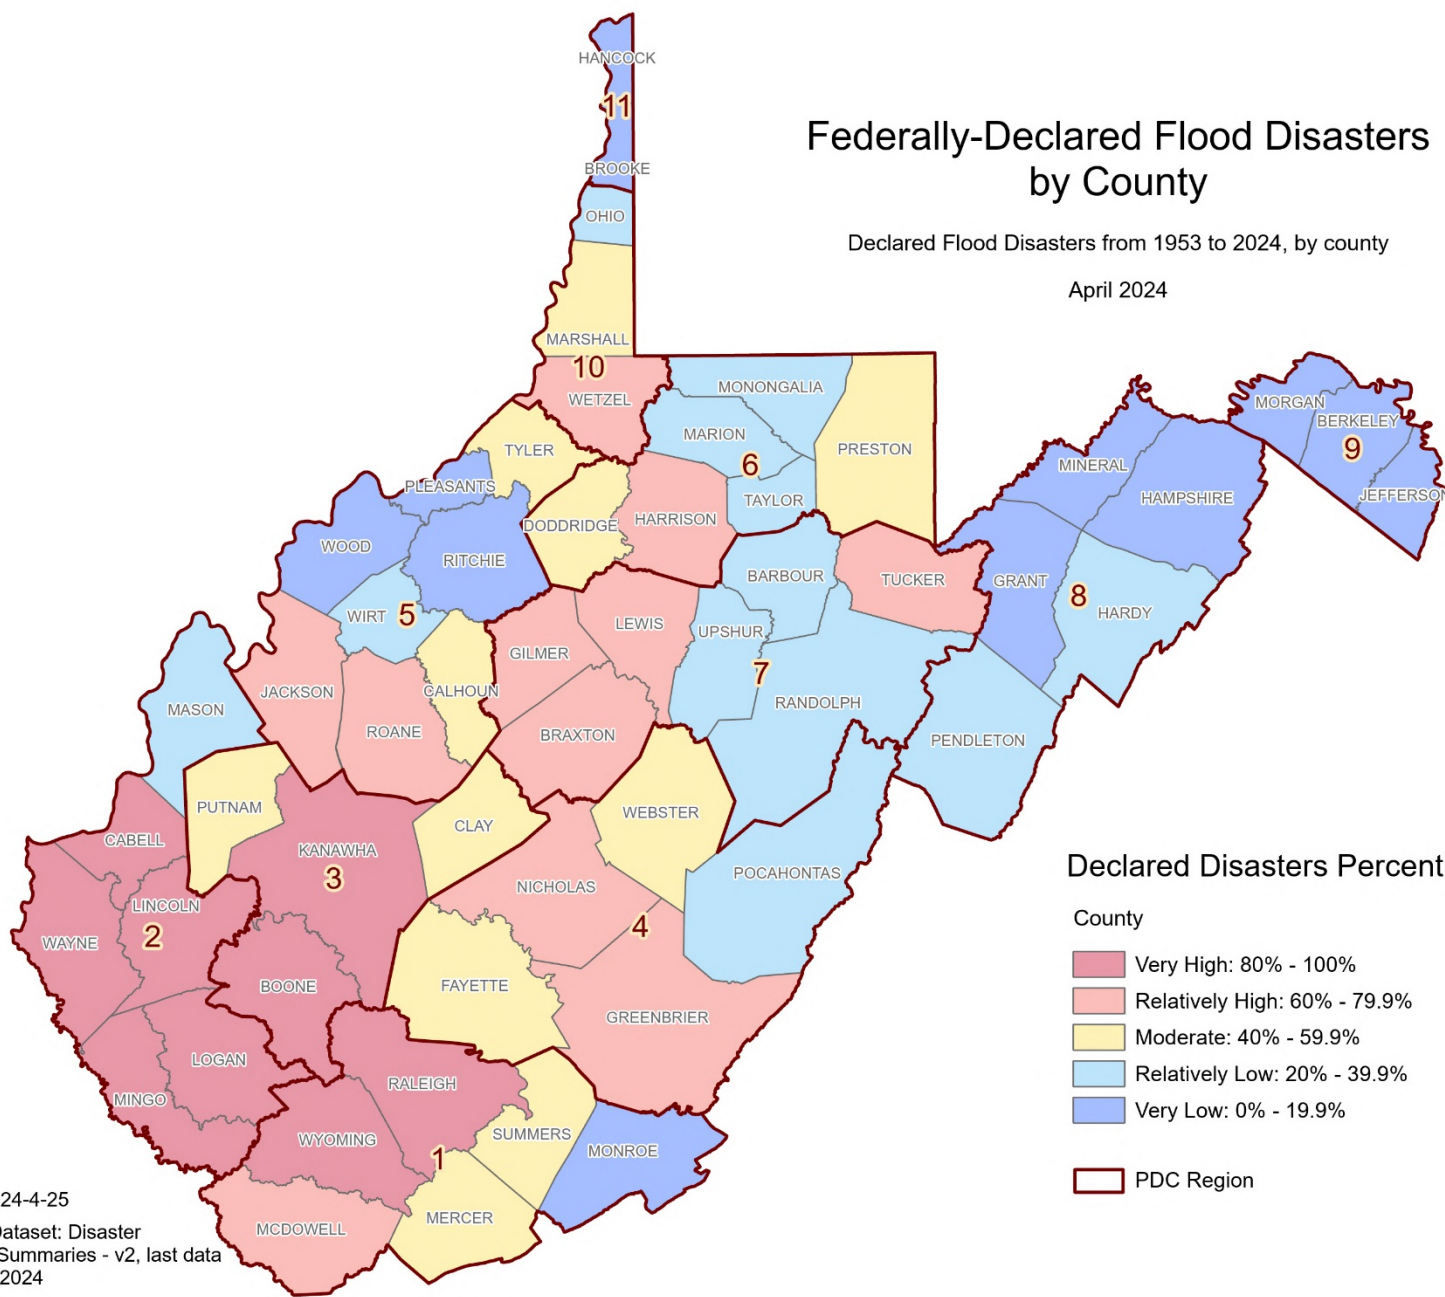 HANCOCK
11
BROOKE
OHIO
Federally-Declared Flood Disasters
by County
Declared Flood Disasters from 1953 to 2024, by county
April 2024
MARSHALL
10
WETZEL
MONONGALIA
MARION
6
PRESTON
TYLER
TAYLOR
PLEASANTS
DODDRIDGE
HARRISON
WOOD
RITCHIE
MORGAN
BERKELEY
9
JEFFERSON
MINERAL
HAMPSHIRE
BARBOUR
TUCKER
GRANT
8
HARDY
WIRT
5
LEWIS
UPSHUR
GILMER
7
JACKSON
CALHOUN
RANDOLPH
MASON
ROANE
BRAXTON
PENDLETON
PUTNAM
CLAY
WEBSTER
CABELL
KANAWHA
3
POCAHONTAS
NICHOLAS
LINCOLN
2
4
WAYNE
BOONE
FAYETTE
GREENBRIER
LOGAN
RALEIGH
MINGO
WYOMING
1
SUMMERS
MONROE
MCDOWELL
MERCER
Declared Disasters Percent
County
Very High: 80% - 100%
Relatively High: 60% - 79.9%
Moderate: 40% - 59.9%
Relatively Low: 20% - 39.9%
Very Low: 0% - 19.9%
PDC Region
24-4-25
Dataset: Disaster
Summaries - v2, last data
2024